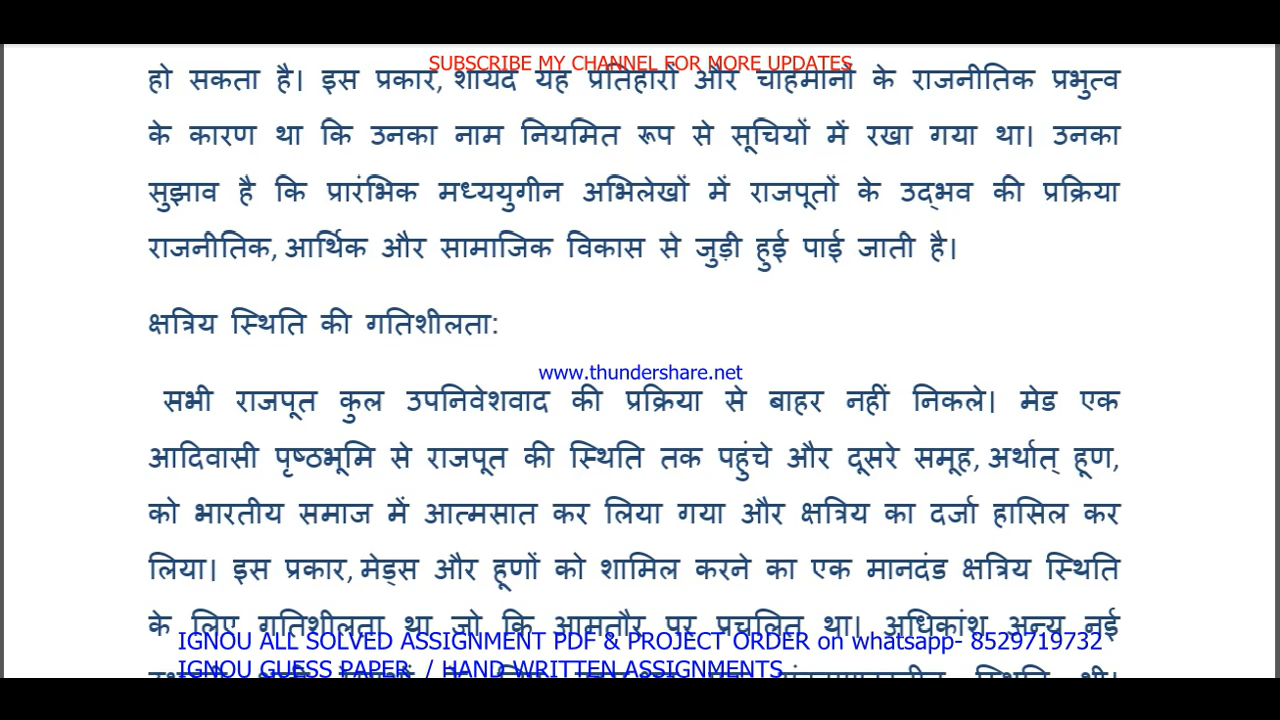 SUBSCRIBE MY CHANNEL FOR MORE UPDATES
हो सकता है। इस प्रकार, शायद यह प्रतिहारों और चाहमानों के राजनीतिक प्रभुत्व
के कारण था कि उनका नाम नियमित रूप से सूचियों में रखा गया था। उनका
सुझाव है कि प्रारंभिक मध्ययुगीन अभिलेखों में राजपूतों के उद्भव की प्रक्रिया
राजनीतिक, आर्थिक और सामाजिक विकास से जुड़ी हुई पाई जाती है।
क्षत्रिय स्थिति की गतिशीलता:
www.thundershare.net
सभी राजपूत कुल उपनिवेशवाद की प्रक्रिया से बाहर नहीं निकले। मेड एक
आदिवासी पृष्ठभूमि से राजपूत की स्थिति तक पहुंचे और दूसरे समूह, अर्थात् हूण,
को भारतीय समाज में आत्मसात कर लिया गया और क्षत्रिय का दर्जा हासिल कर
लिया। इस प्रकार, मेड्स और हूणों को शामिल करने का एक मानदंड क्षत्रिय स्थिति
के लिए गतिशीलता था जो कि आमतौर पर प्रचलित था। अधिकांश अन्य नई
IGNOU ALL SOLVED ASSIGNMENT PDF & PROJECT ORDER on whatsapp- 8529719732
IGNOU GUESS PAPER / HAND WRITTEN ASSIGNMENTS